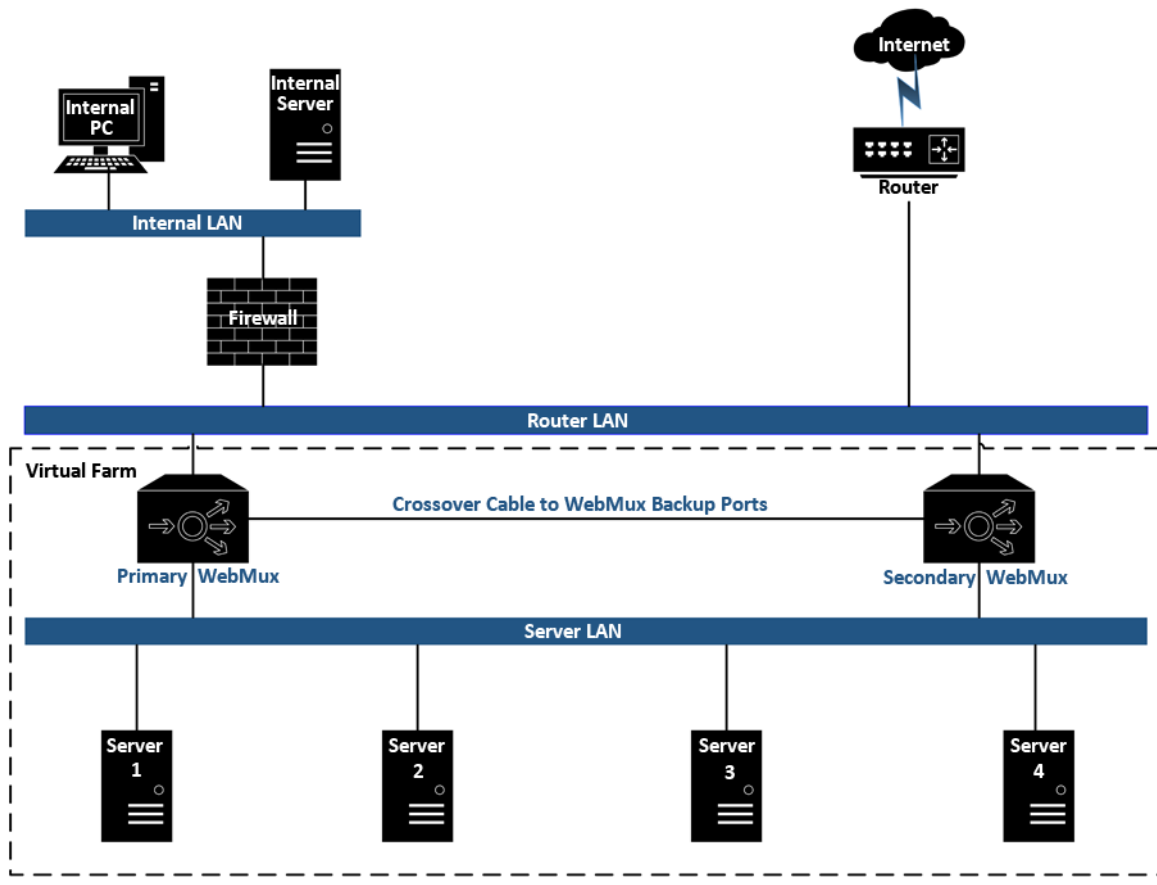 Internet
Internal
PC
Internal
Server
Router
Internal LAN
Firewall
Router LAN
Virtual Farm
Crossover Cable to WebMux Backup Ports
Primary WebMux
Secondary WebMux
Server LAN
Server
1
Server
2
Server
3
Server
4